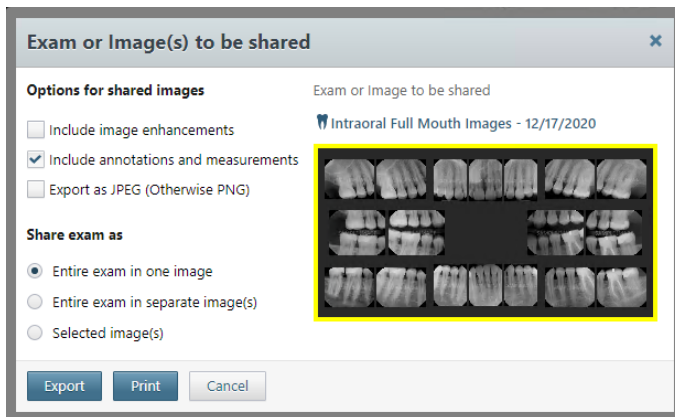 Exam or Image(s) to be shared
Options for shared images
Include image enhancements
Include annotations and measurements
Export as JPEG (Otherwise PNG)
Share exam as
Entire exam in one image
Entire exam in separate image(s)
Selected image(s)
Exam or Image to be shared
Intraoral Full Mouth Images - 12/17/2020
Export
Print
Cancel